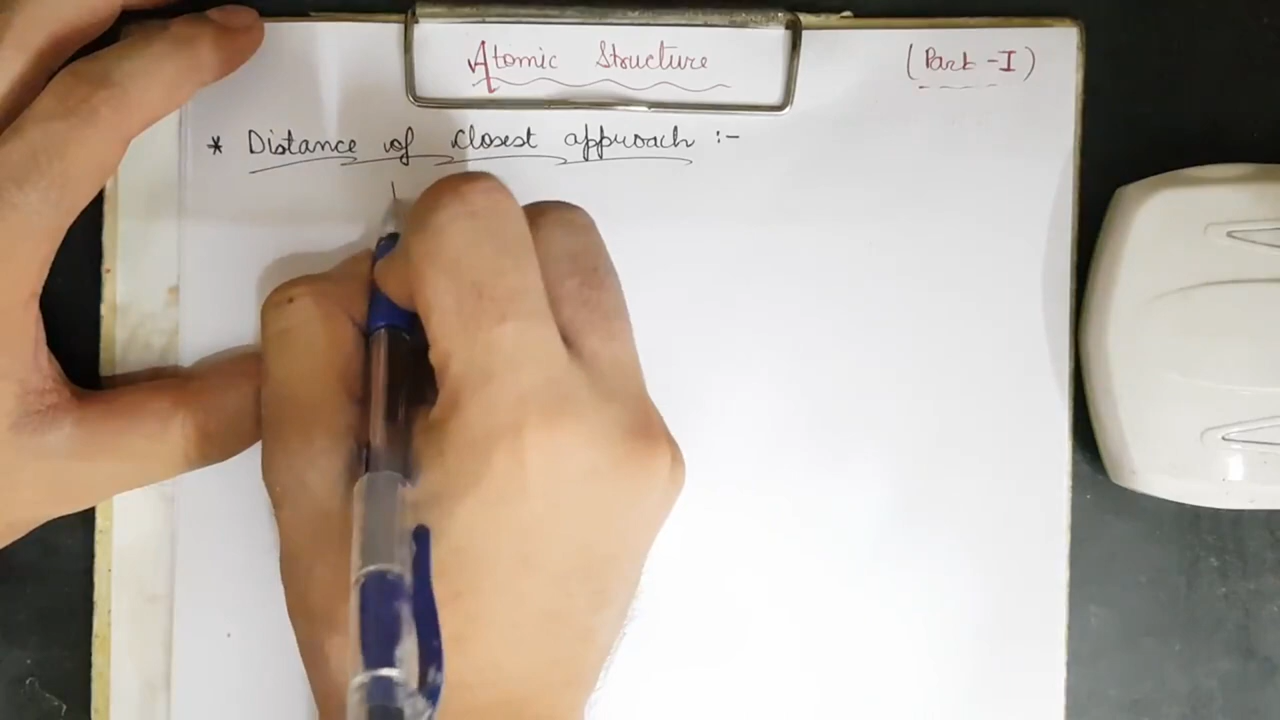 Atomic Structure
(Part-I)
* Distance of closest approach :-